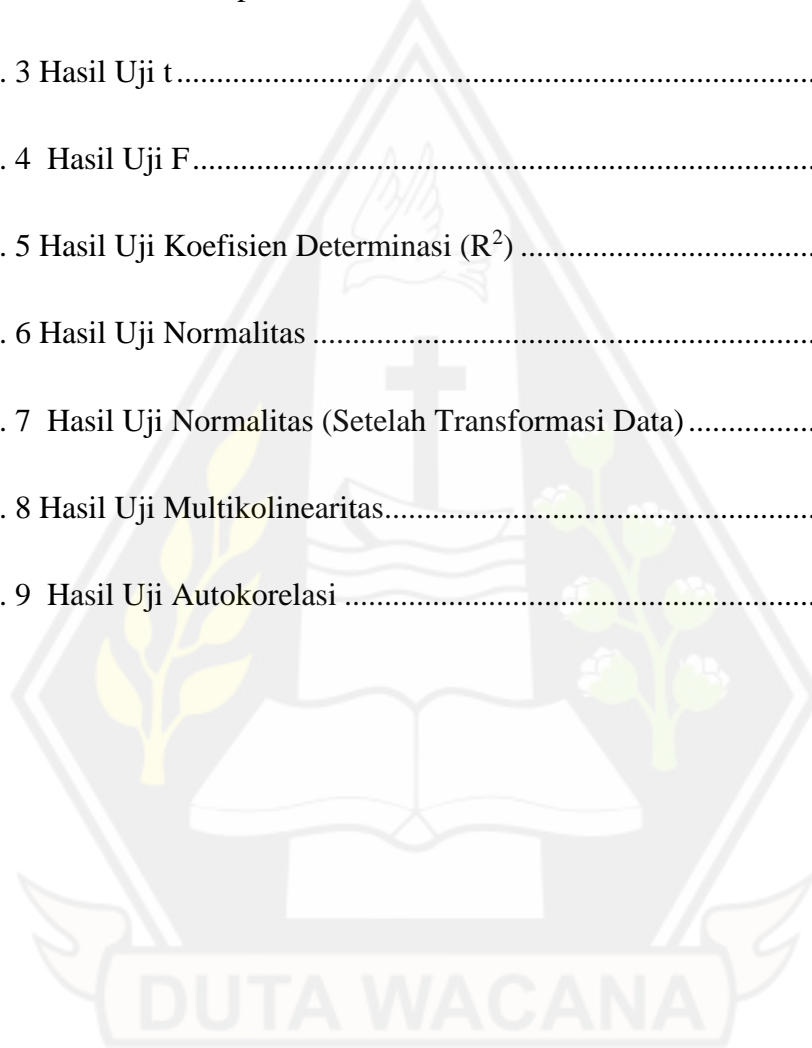 . 3 Hasil Uji t....................................................................................
. 4 Hasil Uji F..................................................................................
. 5 Hasil Uji Koefisien Determinasi (R²) .......................................
. 6 Hasil Uji Normalitas ..................................................................
. 7 Hasil Uji Normalitas (Setelah Transformasi Data)................
. 8 Hasil Uji Multikolinearitas.........................................................
. 9 Hasil Uji Autokorelasi ..............................................................
DUTA WACANA